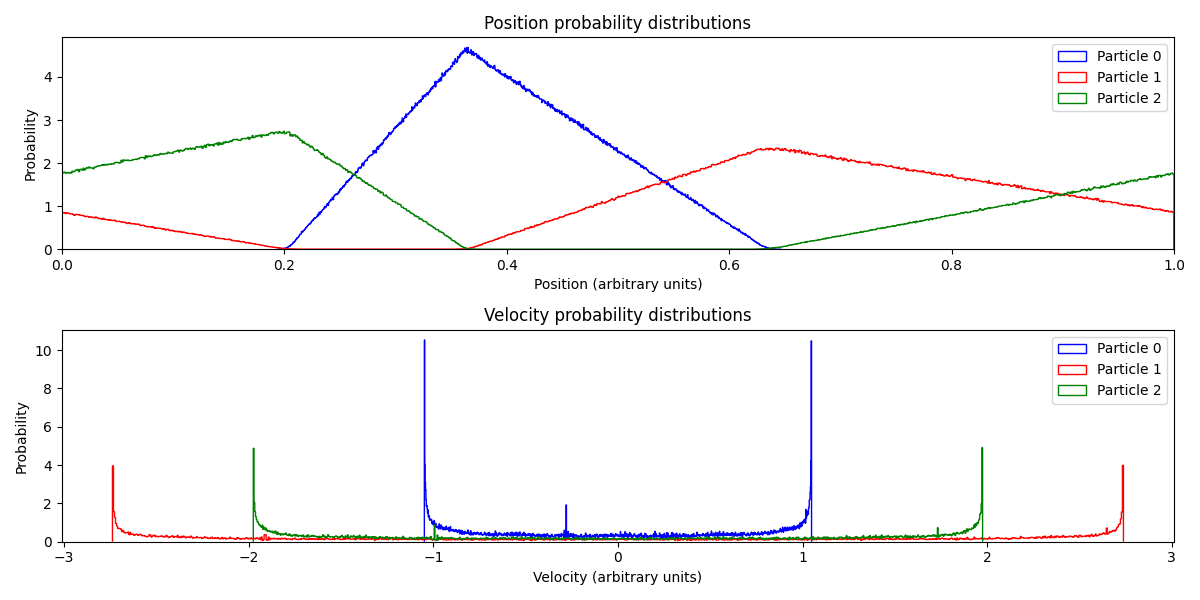 Position probability distributions
Probability
4
3
2
1
0
Particle 0
Particle 1
Particle 2
0.0 0.2 0.4 0.6 0.8 1.0
Position (arbitrary units)
Velocity probability distributions
Probability
10
8
6
4
2
0
Particle 0
Particle 1
Particle 2
−3 −2 −1 0 1 2 3
Velocity (arbitrary units)